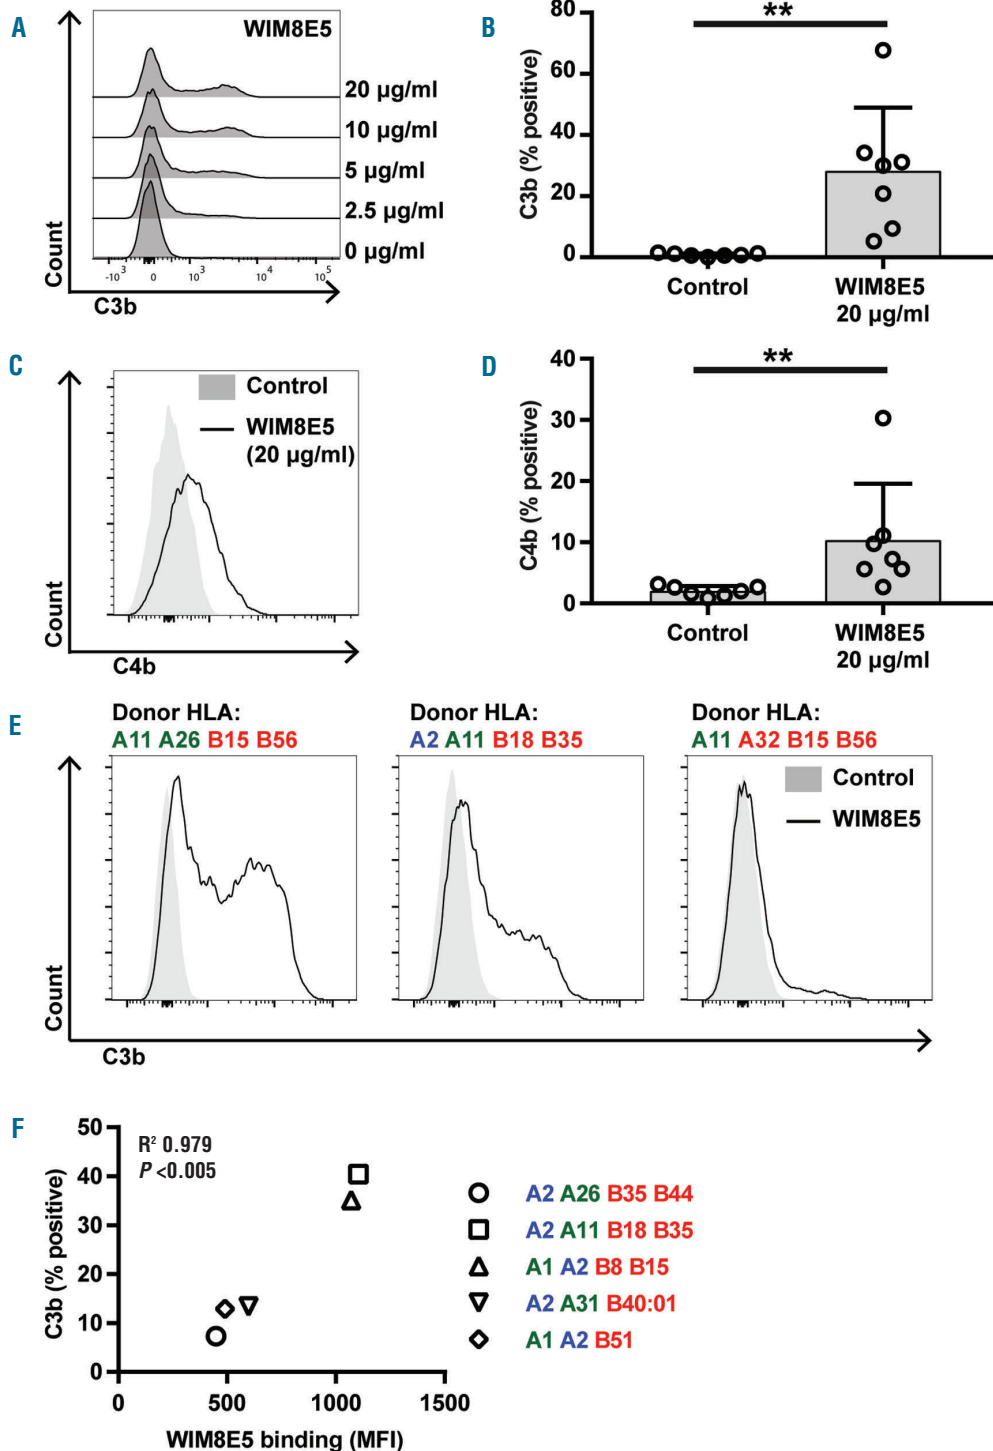 A
WIM8E5
20 µg/ml
10 µg/ml
5 µg/ml
2.5 µg/ml
0 µg/ml
Count
-10³ 0 10³ 10⁴ 10⁵
C3b
B
**
C3b (% positive)
80
60
40
20
0
Control
WIM8E5
20 µg/ml
C
Control
WIM8E5
(20 µg/ml)
Count
C4b
D
**
C4b (% positive)
40
30
20
10
0
Control
WIM8E5
20 µg/ml
E
Donor HLA:
A11 A26 B15 B56
Donor HLA:
A2 A11 B18 B35
Donor HLA:
A11 A32 B15 B56
Control
WIM8E5
Count
C3b
F
R² 0.979
P <0.005
C3b (% positive)
50
40
30
20
10
0
0 500 1000 1500
WIM8E5 binding (MFI)
A2 A26 B35 B44
A2 A11 B18 B35
A1 A2 B8 B15
A2 A31 B40:01
A1 A2 B51